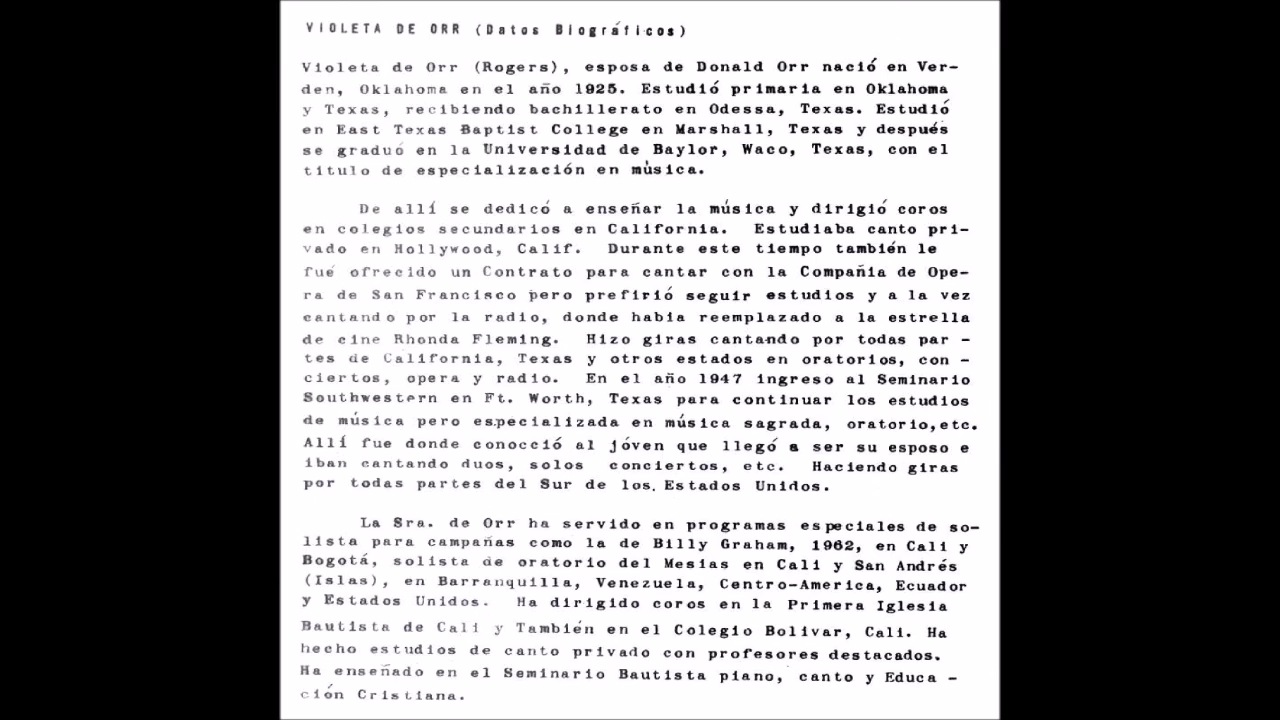 VIOLETA DE ORR (Datos Biográficos)
Violeta de Orr (Rogers), esposa de Donald Orr nació en Ver-
den, Oklahoma en el año 1925. Estudió primaria en Oklahoma
y Texas, recibiendo bachillerato en Odessa, Texas. Estudió
en East Texas Baptist College en Marshall, Texas y después
se graduó en la Universidad de Baylor, Waco, Texas, con el
titulo de especialización en música.
De allí se dedicó a enseñar la música y dirigió coros
en colegios secundarios en California. Estudiaba canto pri-
vado en Hollywood, Calif. Durante este tiempo también le
fué ofrecido un Contrato para cantar con la Compañia de Ope-
ra de San Francisco pero prefirió seguir estudios y a la vez
cantando por la radio, donde habia reemplazado a la estrella
de cine Rhonda Fleming. Hizo giras cantando por todas par -
tes de California, Texas y otros estados en oratorios, con -
ciertos, opera y radio. En el año 1947 ingreso al Seminario
Southwestern en Ft. Worth, Texas para continuar los estudios
de música pero especializada en música sagrada, oratorio,etc.
Allí fue donde conocció al jóven que llegó a ser su esposo e
iban cantando duos, solos conciertos, etc. Haciendo giras
por todas partes del Sur de los. Estados Unidos.
La Sra. de Orr ha servido en programas especiales de so-
lista para campañas como la de Billy Graham, 1962, en Cali y
Bogotá, solista de oratorio del Mesias en Cali y San Andrés
(Islas), en Barranquilla, Venezuela, Centro-America, Ecuador
y Estados Unidos. Ha dirigido coros en la Primera Iglesia
Bautista de Cali y También en el Colegio Bolivar, Cali. Ha
hecho estudios de canto privado con profesores destacados.
Ha enseñado en el Seminario Bautista piano, canto y Educa -
ción Cristiana.